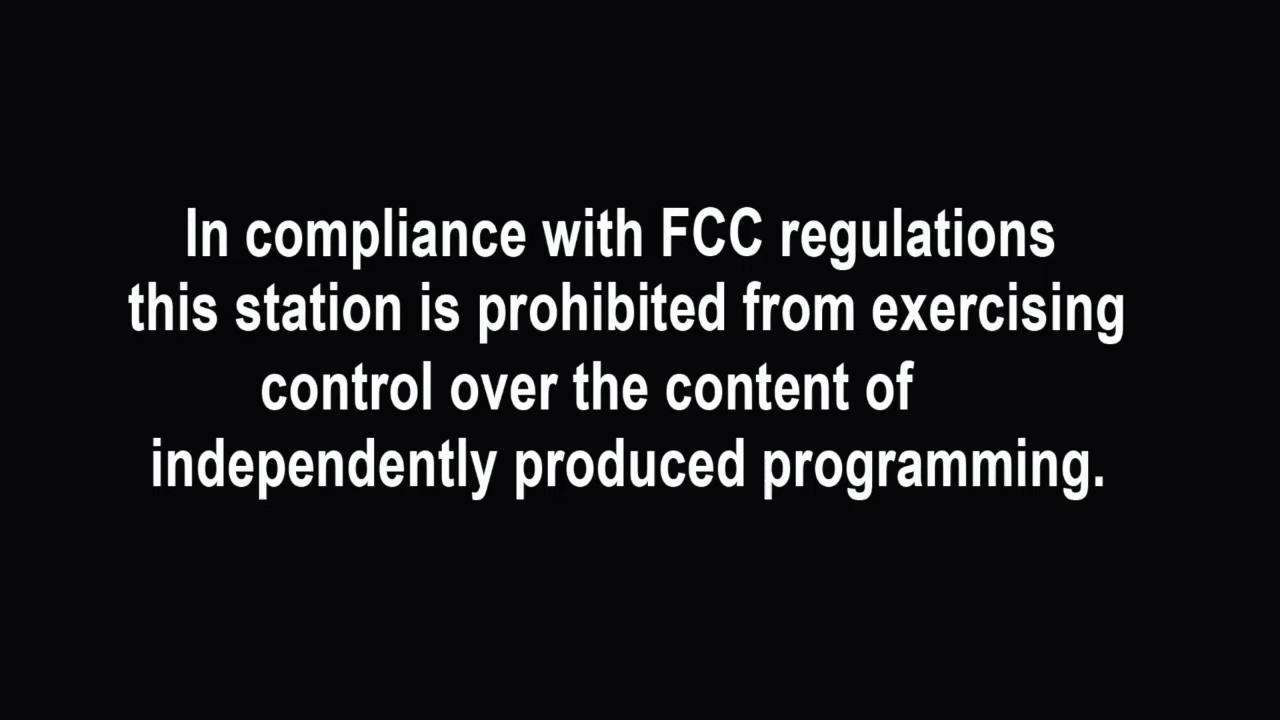 In compliance with FCC regulations
this station is prohibited from exercising
control over the content of
independently produced programming.